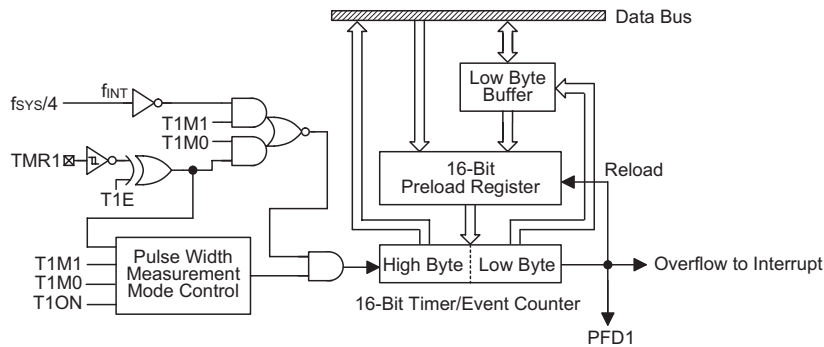 Data Bus
Low Byte
Buffer
fINT
fSYS/4
T1M1
T1M0
TMR1
T1E
16-Bit
Preload Register
Reload
T1M1
T1M0
T1ON
Pulse Width
Measurement
Mode Control
High Byte
Low Byte
Overflow to Interrupt
16-Bit Timer/Event Counter
PFD1